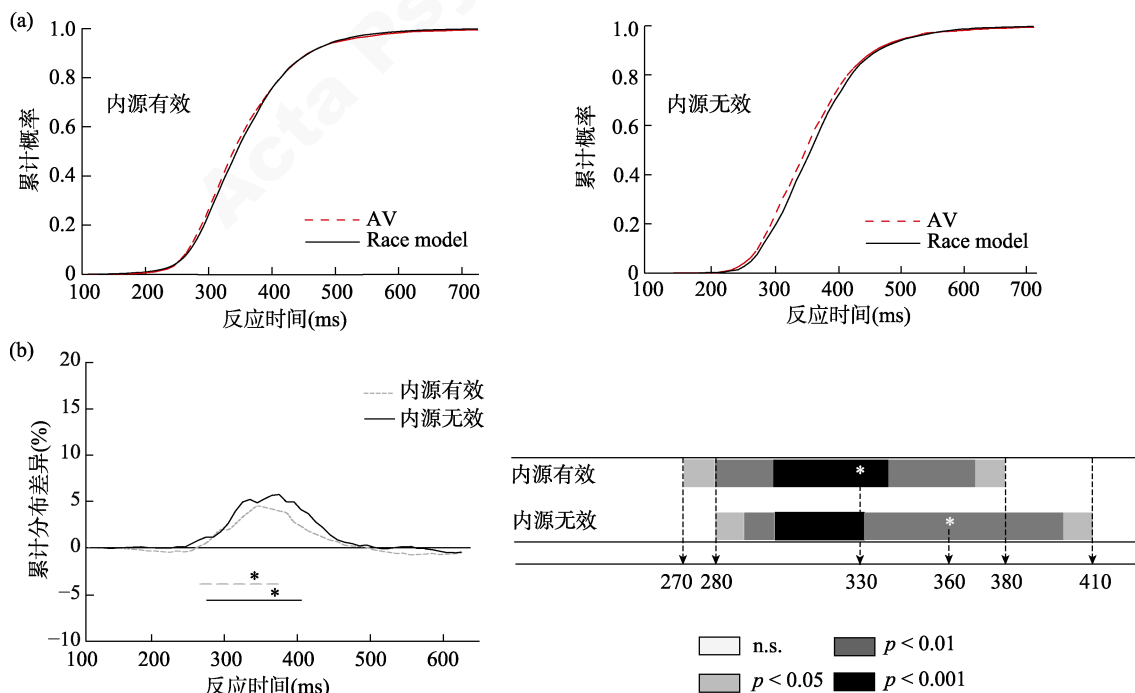 (a)
1.0
0.8
0.6
0.4
0.2
0
累计概率
内源有效
AV
Race model
100 200 300 400 500 600 700
反应时间(ms)
1.0
0.8
0.6
0.4
0.2
0
累计概率
内源无效
AV
Race model
100 200 300 400 500 600 700
反应时间(ms)
Acta Psy
(b)
20
15
10
5
0
−5
−10
累计分布差异(%)
内源有效
内源无效
*
*
100 200 300 400 500 600
反应时间(ms)
内源有效 *
内源无效 *
270 280 330 360 380 410
n.s. p < 0.01
p < 0.05 p < 0.001